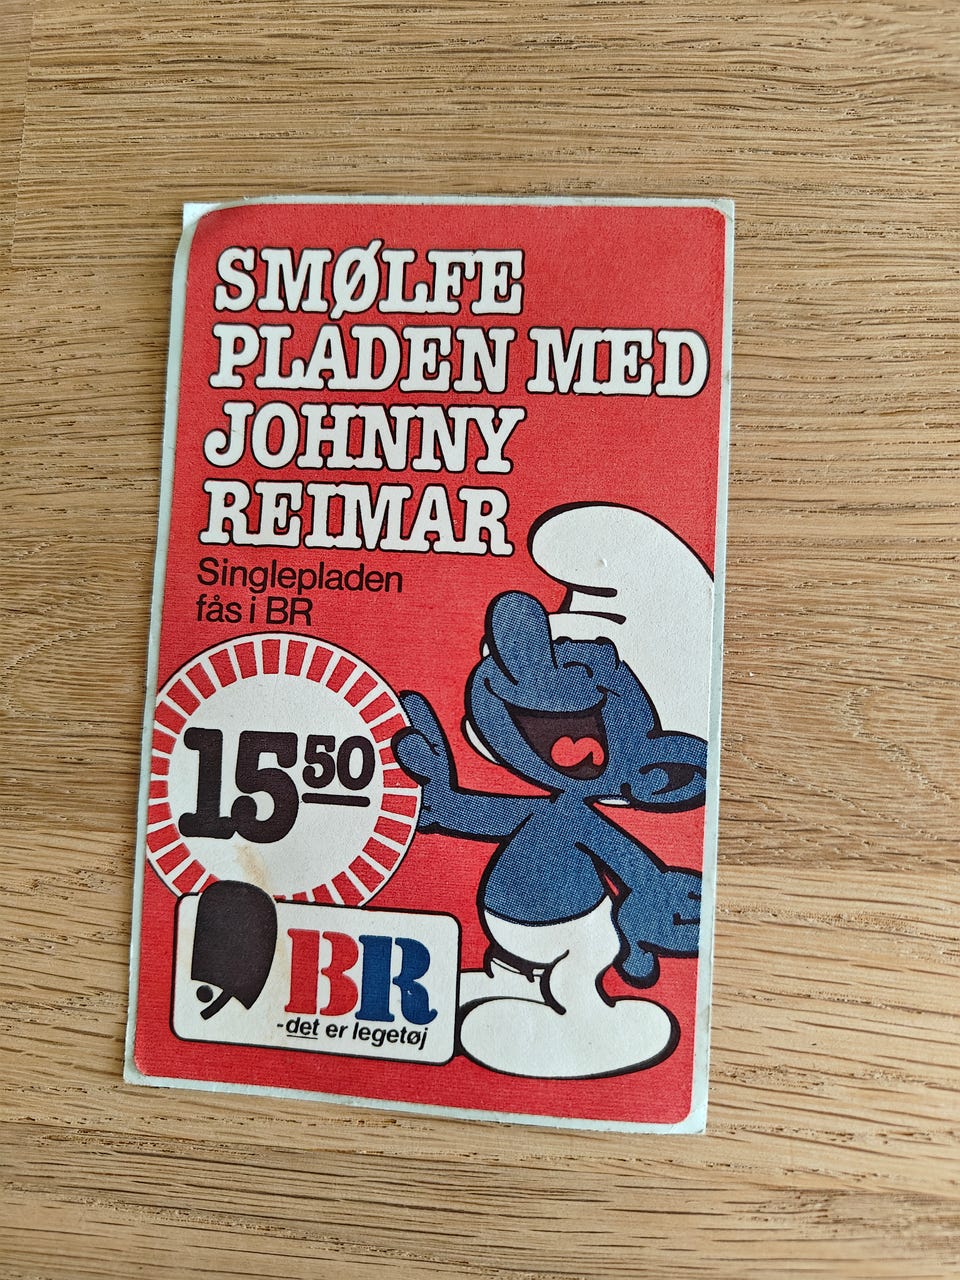 SMØLFE
PLADEN MED
JOHNNY
REIMAR
Singlepladen
fås i BR
15 50
BR
-det er legetøj